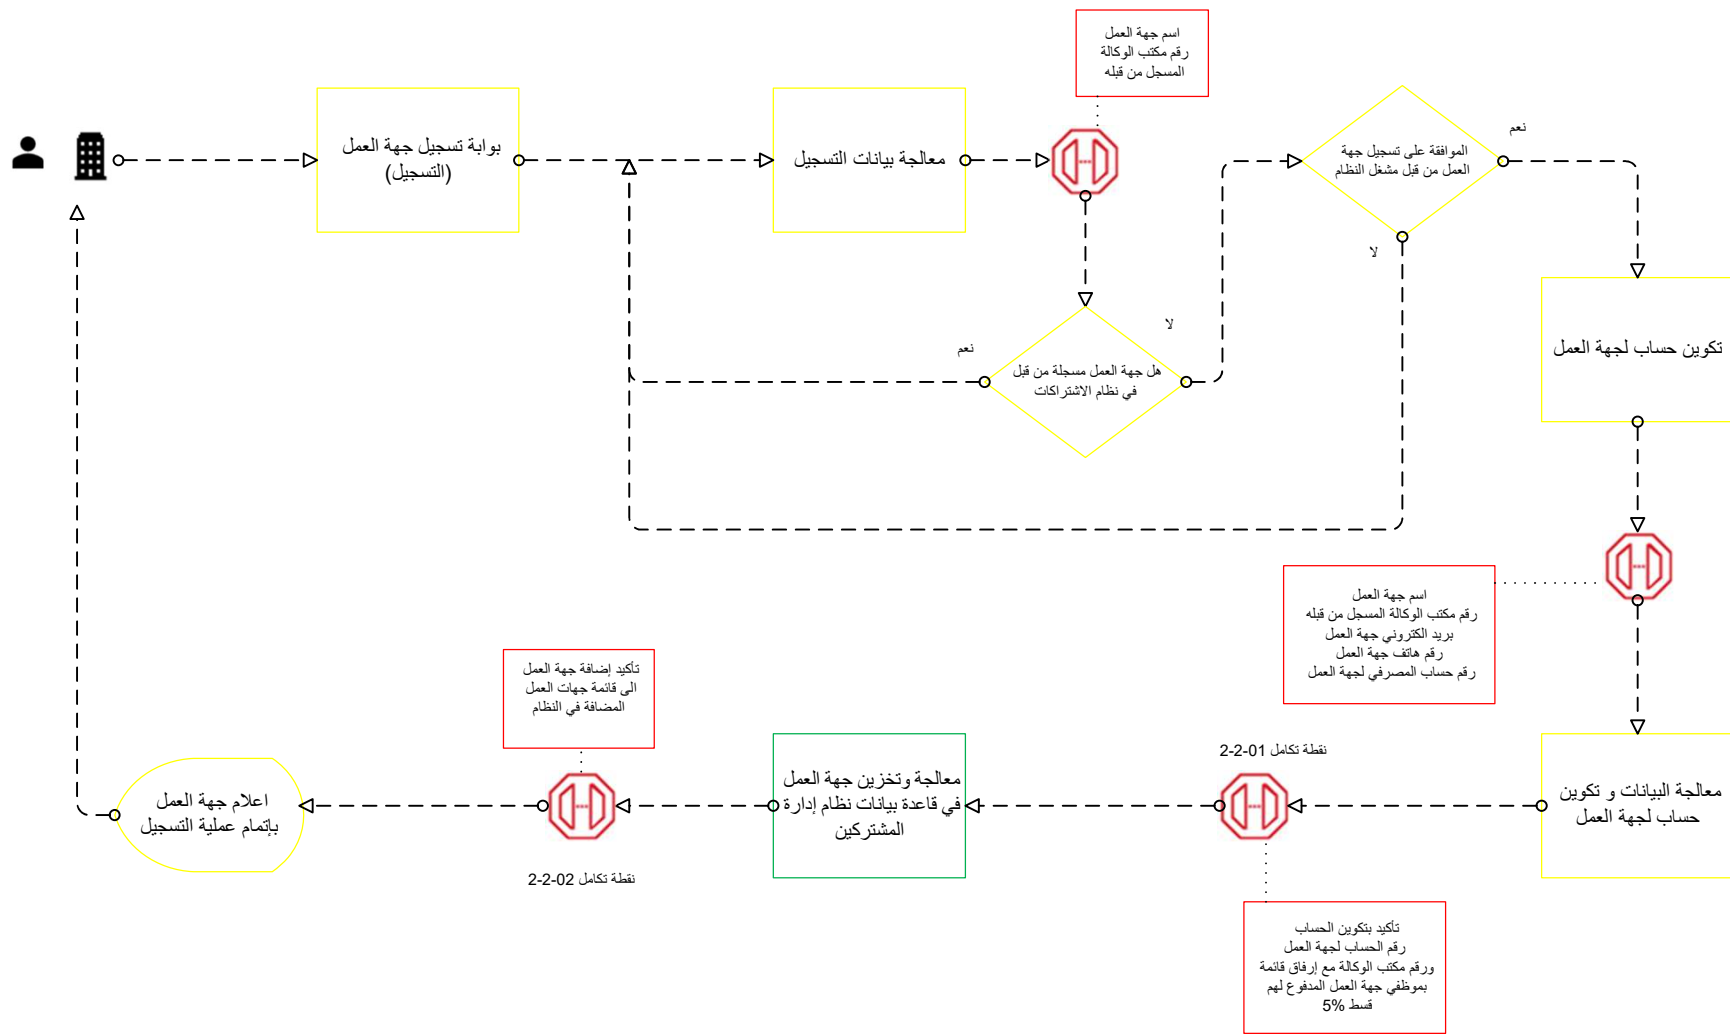 اسم جهة العمل
رقم مكتب الوكالة
المسجل من قبله
بوابة تسجيل جهة العمل
(التسجيل)
معالجة بيانات التسجيل
الموافقة على تسجيل جهة
العمل من قبل مشغل النظام
نعم
لا
هل جهة العمل مسجلة من قبل
في نظام الاشتراكات
نعم
لا
تكوين حساب لجهة العمل
اسم جهة العمل
رقم مكتب الوكالة المسجل من قبله
بريد الكتروني جهة العمل
رقم هاتف جهة العمل
رقم حساب المصرفي لجهة العمل
معالجة البيانات و تكوين
حساب لجهة العمل
نقطة تكامل 01-2-2
تأكيد بتكوين الحساب
رقم الحساب لجهة العمل
ورقم مكتب الوكالة مع إرفاق قائمة
بموظفي جهة العمل المدفوع لهم
قسط 5%
معالجة وتخزين جهة العمل
في قاعدة بيانات نظام إدارة
المشتركين
تأكيد إضافة جهة العمل
الى قائمة جهات العمل
المضافة في النظام
نقطة تكامل 02-2-2
اعلام جهة العمل
بإتمام عملية التسجيل